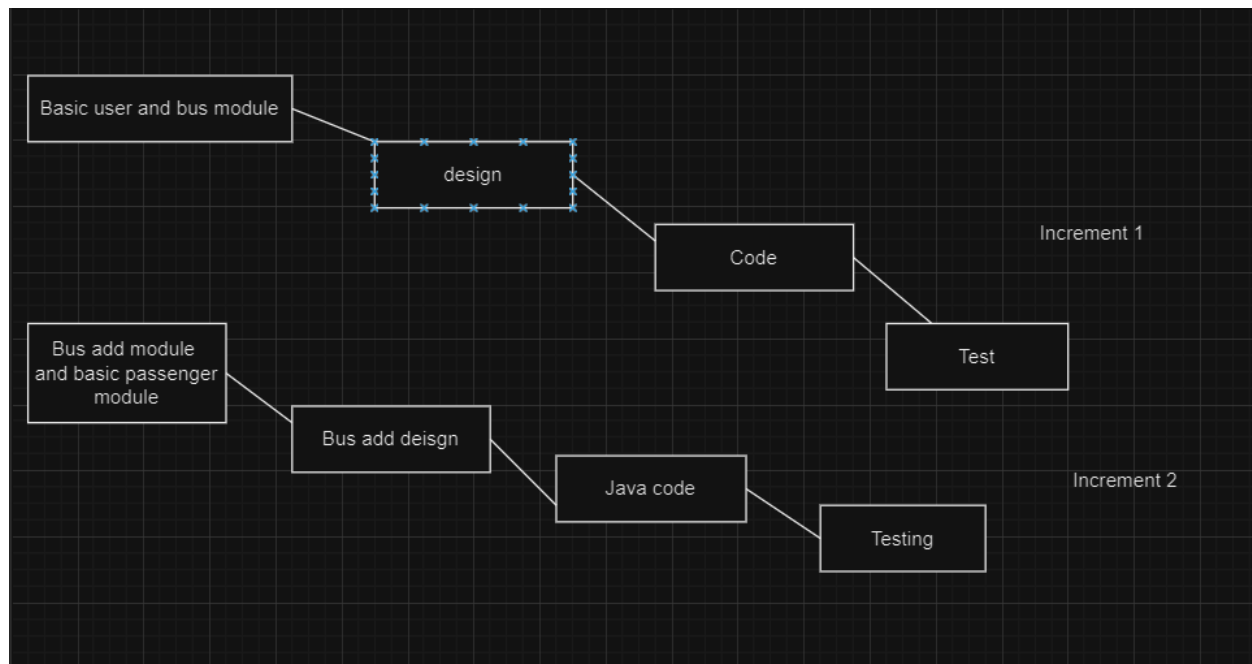 Basic user and bus module
design
Increment 1
Code
Bus add module
and basic passenger
module
Test
Bus add deisgn
Java code
Increment 2
Testing